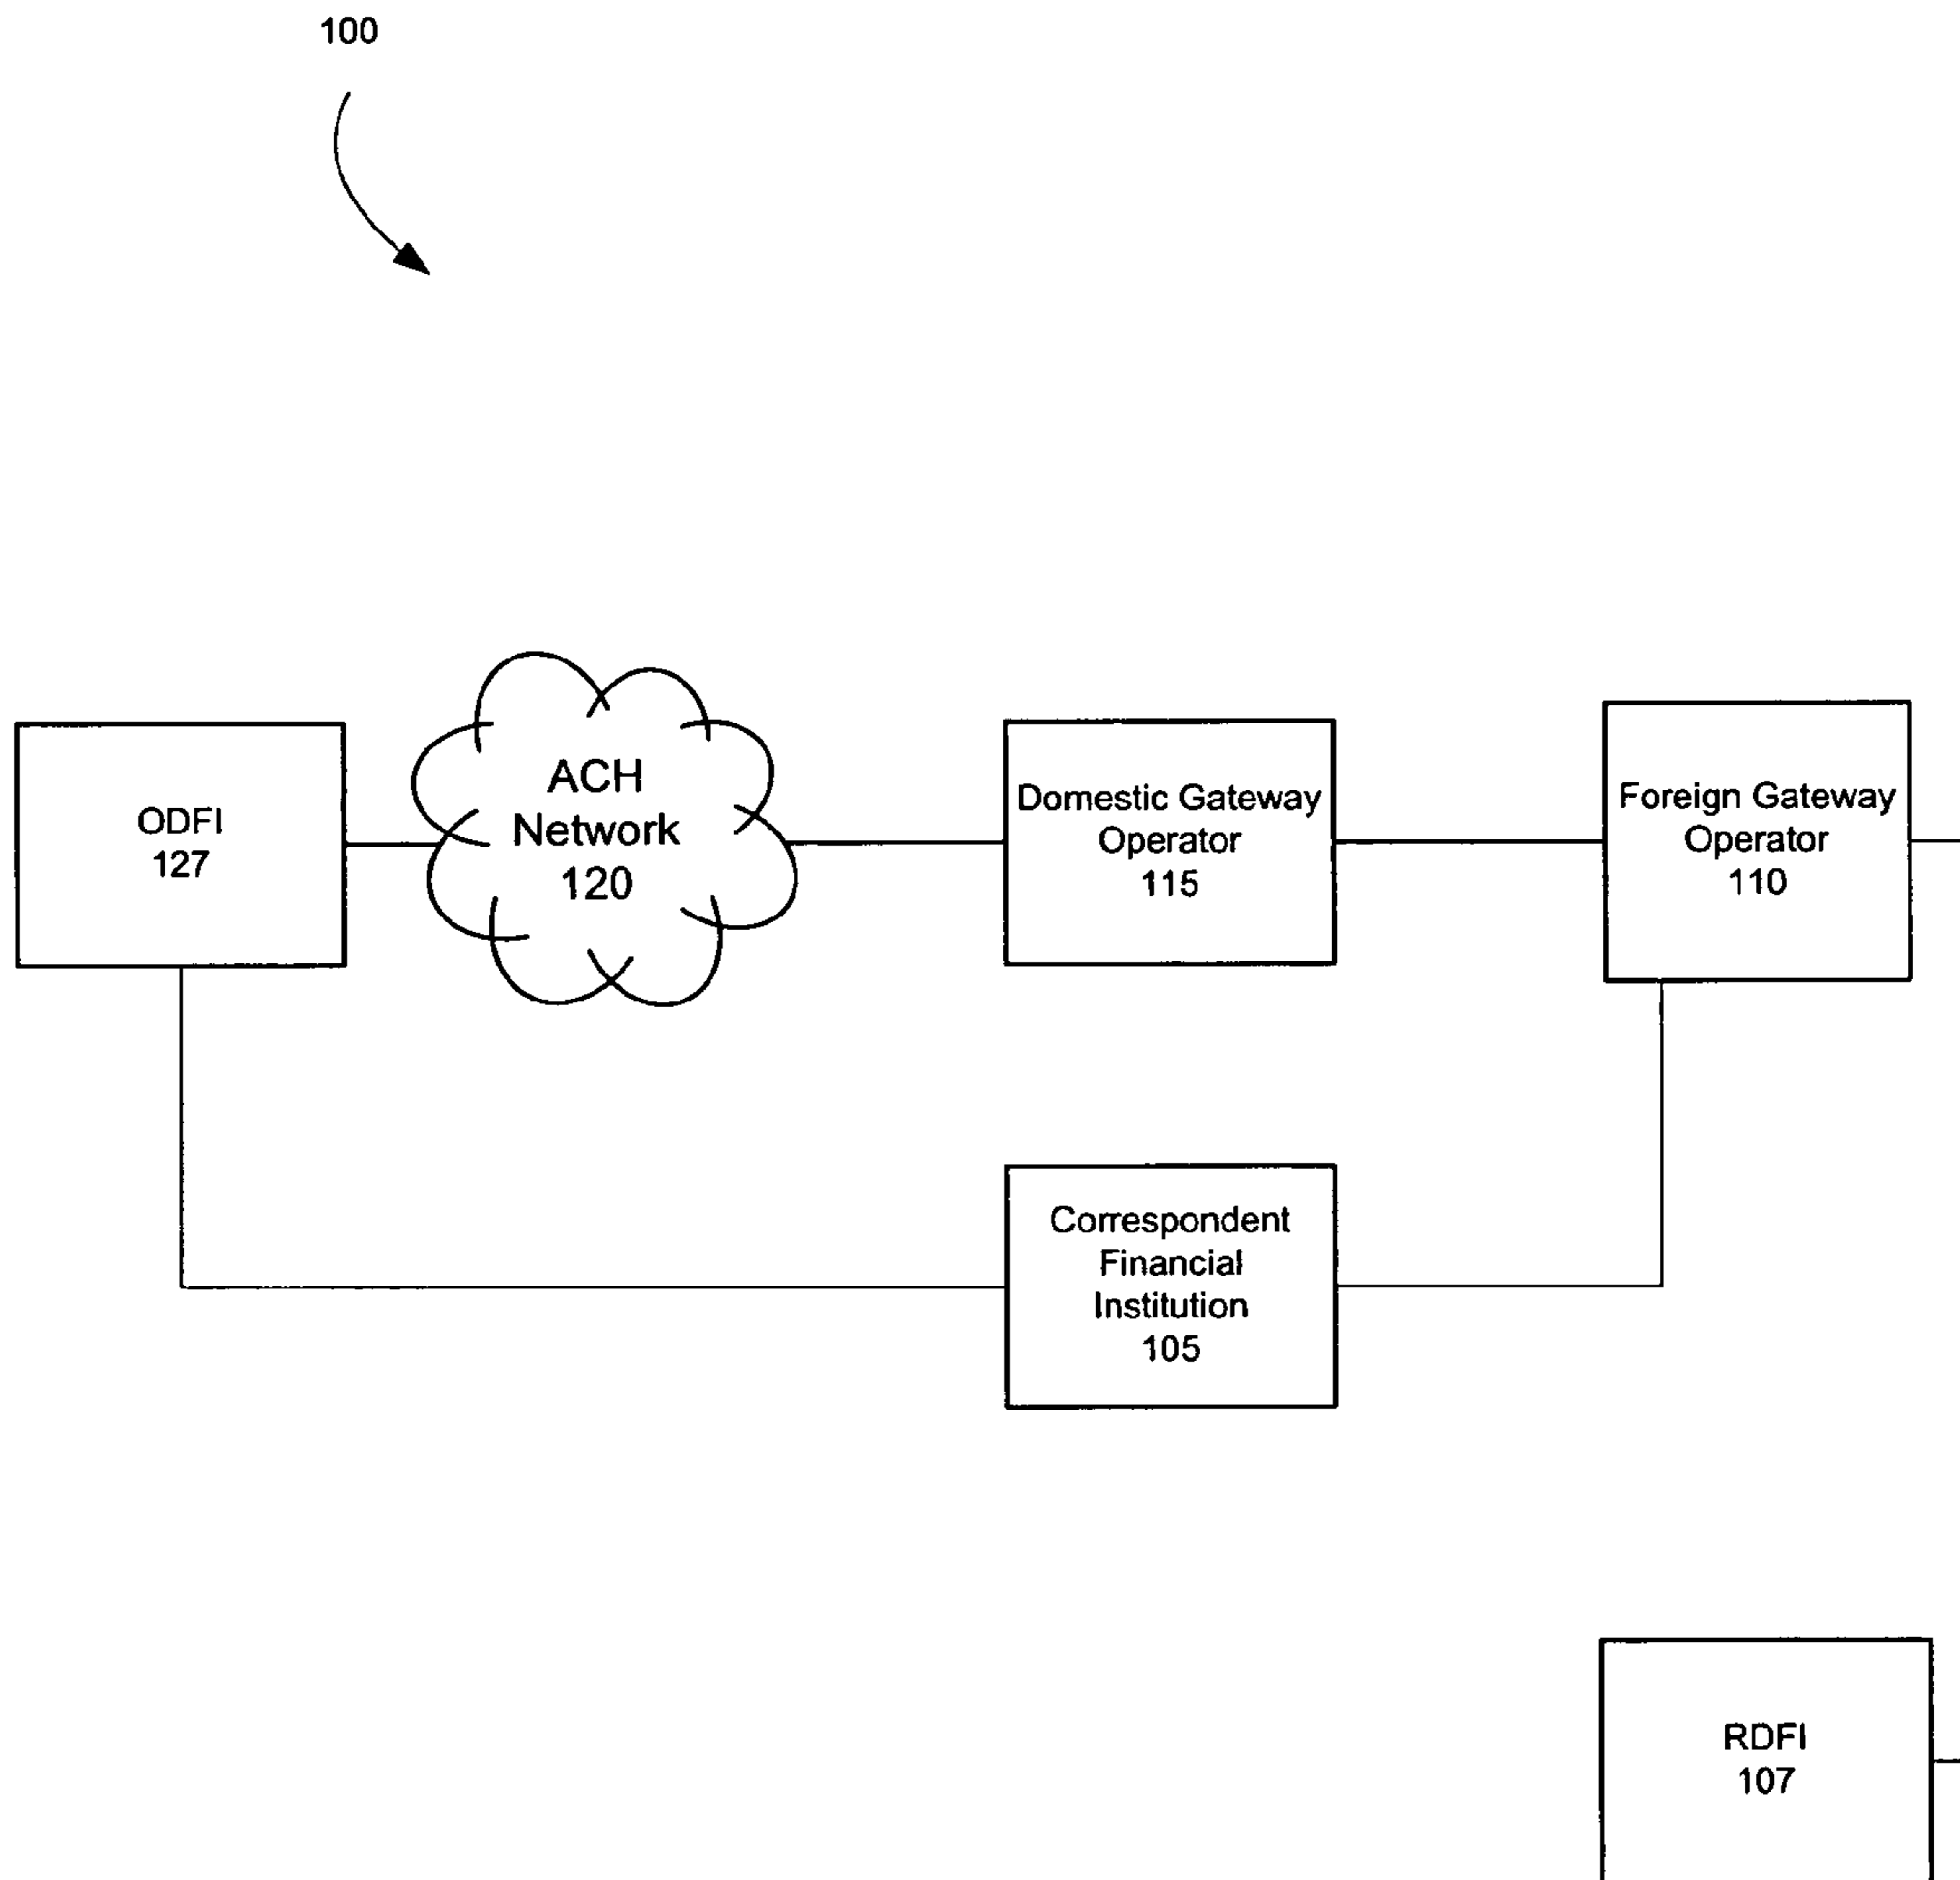 100
ODFI
127
ACH
Network
120
Domestic Gateway
Operator
115
Foreign Gateway
Operator
110
Correspondent
Financial
Institution
105
RDFI
107